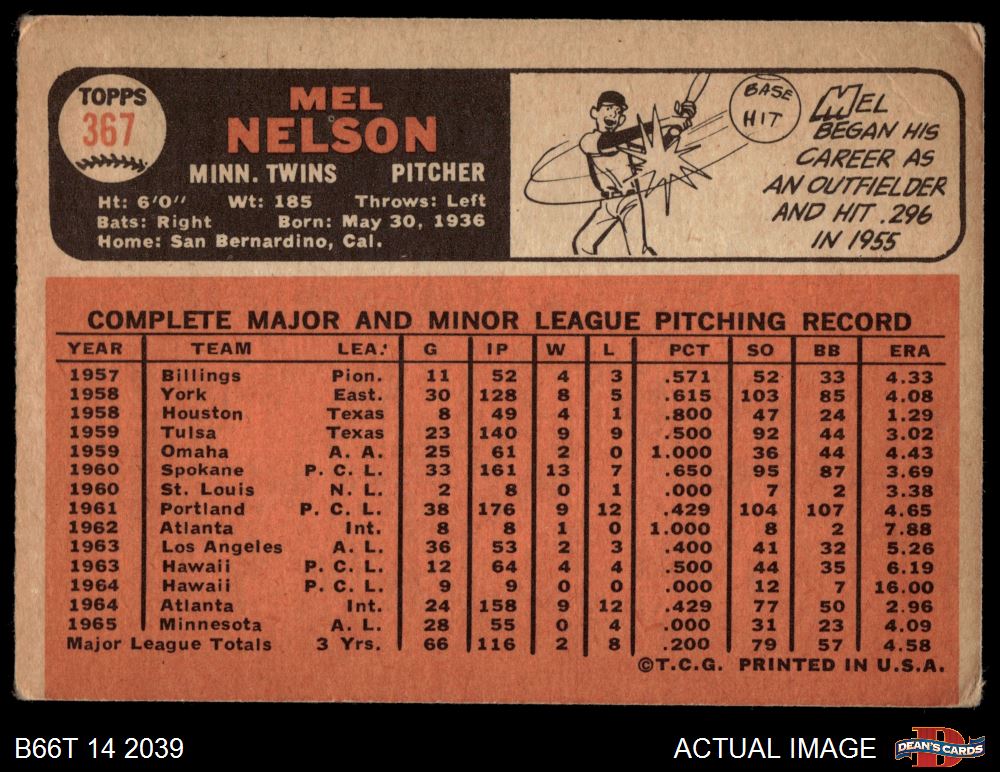 TOPPS
367
MEL
NELSON
MINN. TWINS PITCHER
Ht: 6'0" Wt: 185 Throws: Left
Bats: Right Born: May 30, 1936
Home: San Bernardino, Cal.
BASE
HIT
MEL
BEGAN HIS
CAREER AS
AN OUTFIELDER
AND HIT .296
IN 1955
COMPLETE MAJOR AND MINOR LEAGUE PITCHING RECORD
YEAR TEAM LEA. G IP W L PCT SO BB ERA
1957 Billings Pion. 11 52 4 3 .571 52 33 4.33
1958 York East. 30 128 8 5 .615 103 85 4.08
1958 Houston Texas 8 49 4 1 .800 47 24 1.29
1959 Tulsa Texas 23 140 9 9 .500 92 44 3.02
1959 Omaha A. A. 25 61 2 0 1.000 36 44 4.43
1960 Spokane P. C. L. 33 161 13 7 .650 95 87 3.69
1960 St. Louis N. L. 2 8 0 1 .000 7 2 3.38
1961 Portland P. C. L. 38 176 9 12 .429 104 107 4.65
1962 Atlanta Int. 8 8 1 0 1.000 8 2 7.88
1963 Los Angeles A. L. 36 53 2 3 .400 41 32 5.26
1963 Hawaii P. C. L. 12 64 4 4 .500 44 35 6.19
1964 Hawaii P. C. L. 9 9 0 0 .000 12 7 16.00
1964 Atlanta Int. 24 158 9 12 .429 77 50 2.96
1965 Minnesota A. L. 28 55 0 4 .000 31 23 4.09
Major League Totals 3 Yrs. 66 116 2 8 .200 79 57 4.58
©T.C.G. PRINTED IN U.S.A.
B66T 14 2039
ACTUAL IMAGE
DEAN'S CARDS